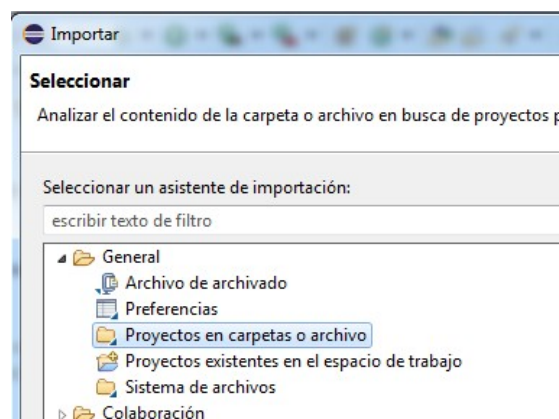 Importar
Seleccionar
Analizar el contenido de la carpeta o archivo en busca de proyectos
Seleccionar un asistente de importación:
escribir texto de filtro
General
Archivo de archivado
Preferencias
Proyectos en carpetas o archivo
Proyectos existentes en el espacio de trabajo
Sistema de archivos
Colaboración